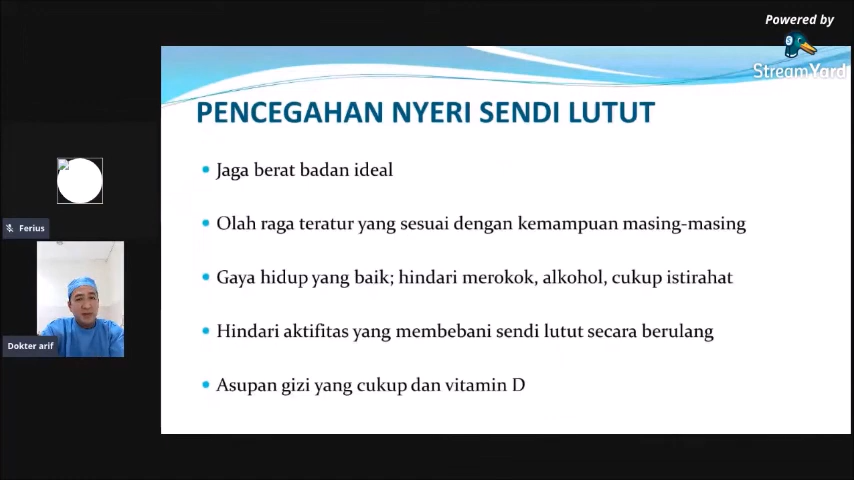 Powered by
StreamYard
PENCEGAHAN NYERI SENDI LUTUT
Jaga berat badan ideal
Olah raga teratur yang sesuai dengan kemampuan masing-masing
Gaya hidup yang baik; hindari merokok, alkohol, cukup istirahat
Hindari aktifitas yang membebani sendi lutut secara berulang
Asupan gizi yang cukup dan vitamin D
Ferius
Dokter arif